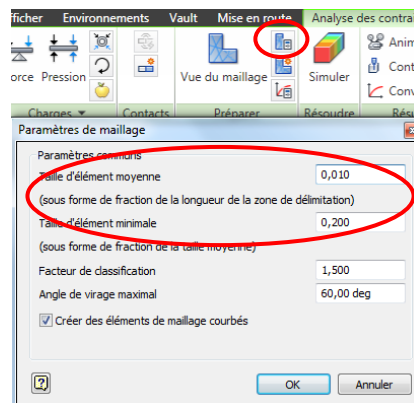 fficher Environnements Vault Mise en route Analyse des contra
Anim
orce Pression Vue du maillage Simuler Cont
Conv
Charges Contacts Préparer Résoudre Rés
Paramètres de maillage
Paramètres communs
Taille d'élément moyenne 0,010
(sous forme de fraction de la longueur de la zone de délimitation)
Taille d'élément minimale 0,200
(sous forme de fraction de la taille moyenne)
Facteur de classification 1,500
Angle de virage maximal 60,00 deg
Créer des éléments de maillage courbés
OK Annuler